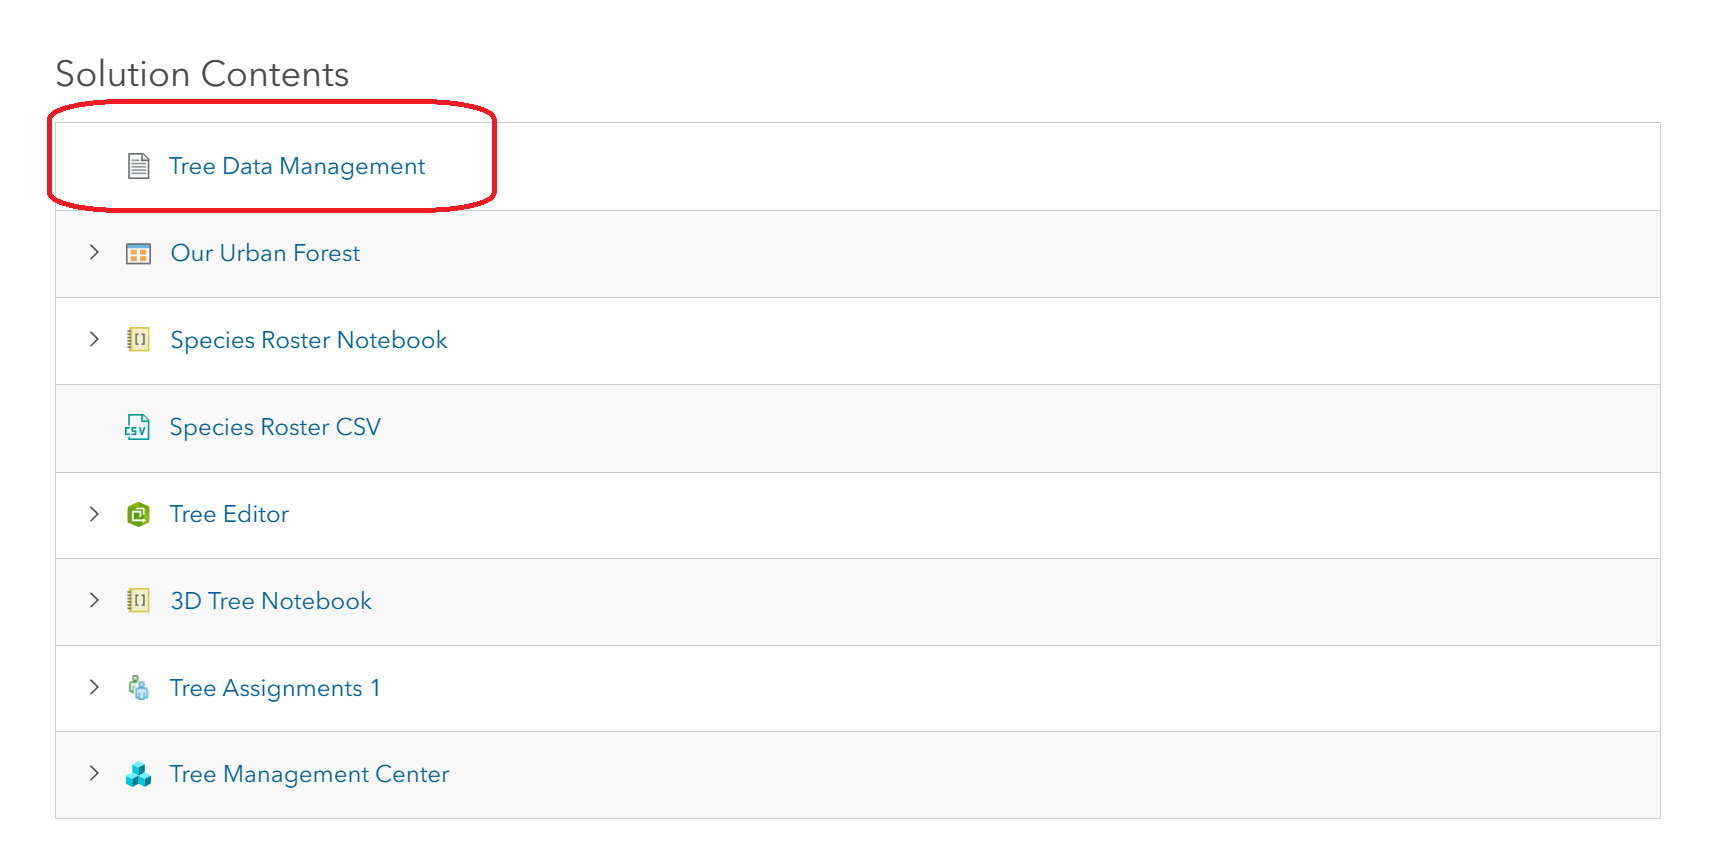 Solution Contents
Tree Data Management
Our Urban Forest
Species Roster Notebook
CSV
Species Roster CSV
Tree Editor
3D Tree Notebook
Tree Assignments 1
Tree Management Center